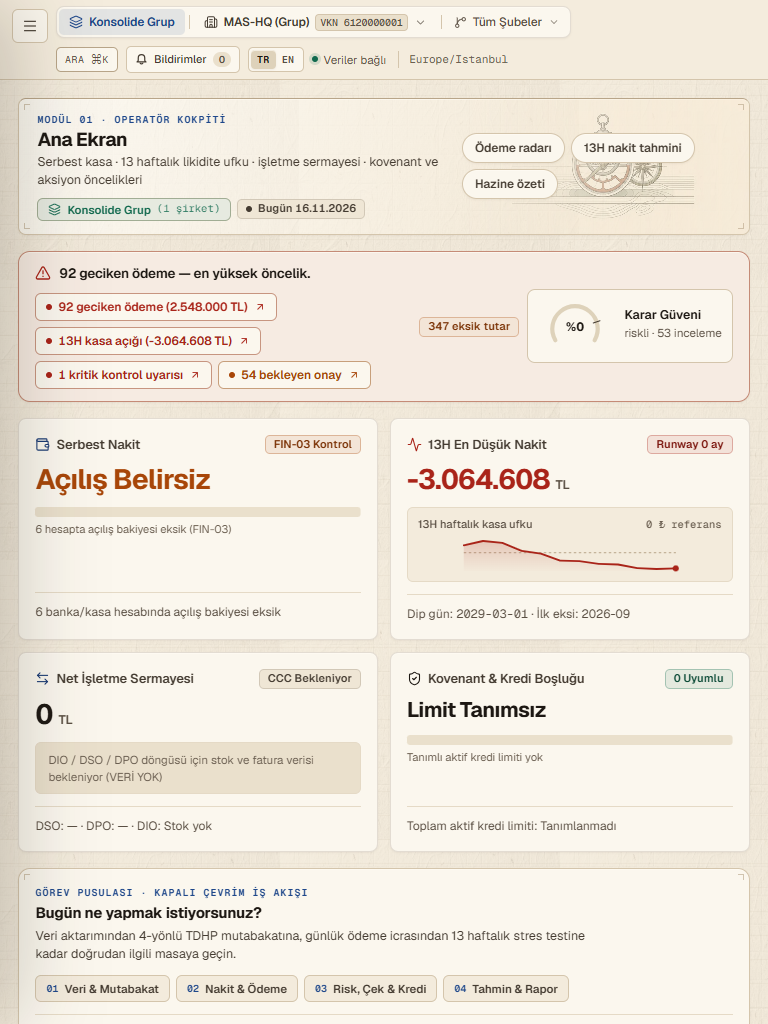 Konsolide Grup
MAS-HQ (Grup) VKN 6120000001
Tüm Şubeler
ARA ⌘K
Bildirimler 0
TR EN
Veriler bağlı
Europe/Istanbul
MODÜL 01 · OPERATÖR KOKPİTİ
Ana Ekran
Serbest kasa · 13 haftalık likidite ufku · işletme sermayesi · kovenant ve
aksiyon öncelikleri
Konsolide Grup (1 şirket)
Bugün 16.11.2026
Ödeme radarı
13H nakit tahmini
Hazine özeti
92 geciken ödeme — en yüksek öncelik.
92 geciken ödeme (2.548.000 TL)
13H kasa açığı (-3.064.608 TL)
1 kritik kontrol uyarısı
54 bekleyen onay
347 eksik tutar
%0
Karar Güveni
riskli · 53 inceleme
Serbest Nakit
FIN-03 Kontrol
Açılış Belirsiz
6 hesapta açılış bakiyesi eksik (FIN-03)
6 banka/kasa hesabında açılış bakiyesi eksik
13H En Düşük Nakit
Runway 0 ay
-3.064.608 TL
13H haftalık kasa ufku
0 ₺ referans
Dip gün: 2029-03-01 · İlk eksi: 2026-09
Net İşletme Sermayesi
CCC Bekleniyor
0 TL
DIO / DSO / DPO döngüsü için stok ve fatura verisi
bekleniyor (VERİ YOK)
DSO: — · DPO: — · DIO: Stok yok
Kovenant & Kredi Boşluğu
0 Uyumlu
Limit Tanımsız
Tanımlı aktif kredi limiti yok
Toplam aktif kredi limiti: Tanımlanmadı
GÖREV PUSULASI · KAPALI ÇEVRİM İŞ AKIŞI
Bugün ne yapmak istiyorsunuz?
Veri aktarımından 4-yönlü TDHP mutabakatına, günlük ödeme icrasından 13 haftalık stres testine
kadar doğrudan ilgili masaya geçin.
01 Veri & Mutabakat
02 Nakit & Ödeme
03 Risk, Çek & Kredi
04 Tahmin & Rapor